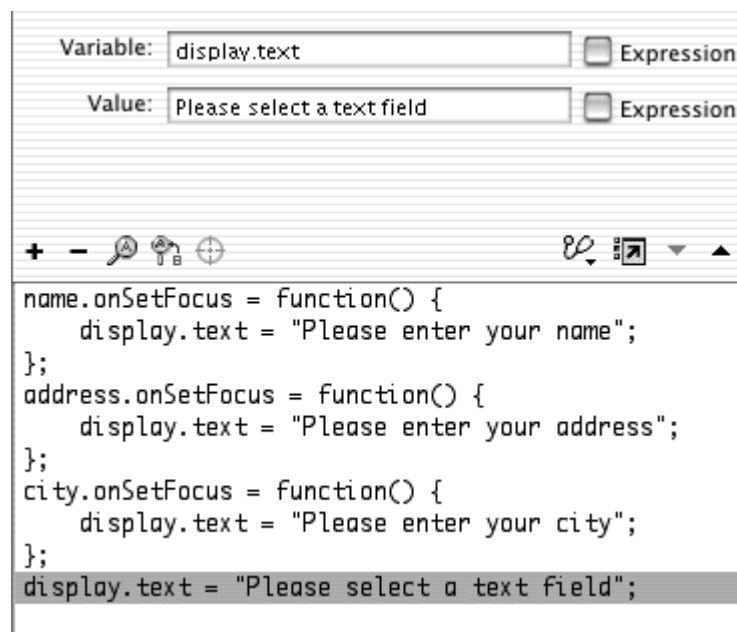 Variable: display.text Expression
Value: Please select a text field Expression
name.onSetFocus = function() {
    display.text = "Please enter your name";
};
address.onSetFocus = function() {
    display.text = "Please enter your address";
};
city.onSetFocus = function() {
    display.text = "Please enter your city";
};
display.text = "Please select a text field";